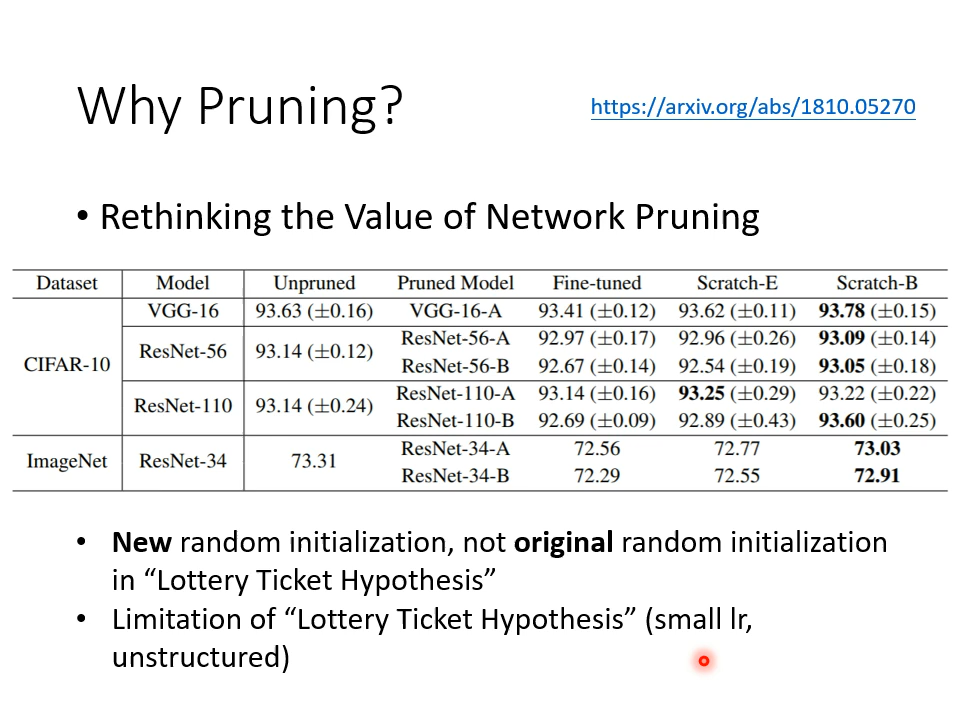 Why Pruning?
https://arxiv.org/abs/1810.05270
• Rethinking the Value of Network Pruning
Dataset Model Unpruned Pruned Model Fine-tuned Scratch-E Scratch-B
CIFAR-10
VGG-16 93.63 (±0.16) VGG-16-A 93.41 (±0.12) 93.62 (±0.11) 93.78 (±0.15)
ResNet-56 93.14 (±0.12)
ResNet-56-A 92.97 (±0.17) 92.96 (±0.26) 93.09 (±0.14)
ResNet-56-B 92.67 (±0.14) 92.54 (±0.19) 93.05 (±0.18)
ResNet-110 93.14 (±0.24)
ResNet-110-A 93.14 (±0.16) 93.25 (±0.29) 93.22 (±0.22)
ResNet-110-B 92.69 (±0.09) 92.89 (±0.43) 93.60 (±0.25)
ImageNet ResNet-34 73.31
ResNet-34-A 72.56 72.77 73.03
ResNet-34-B 72.29 72.55 72.91
• New random initialization, not original random initialization
in “Lottery Ticket Hypothesis”
• Limitation of “Lottery Ticket Hypothesis” (small lr,
unstructured)